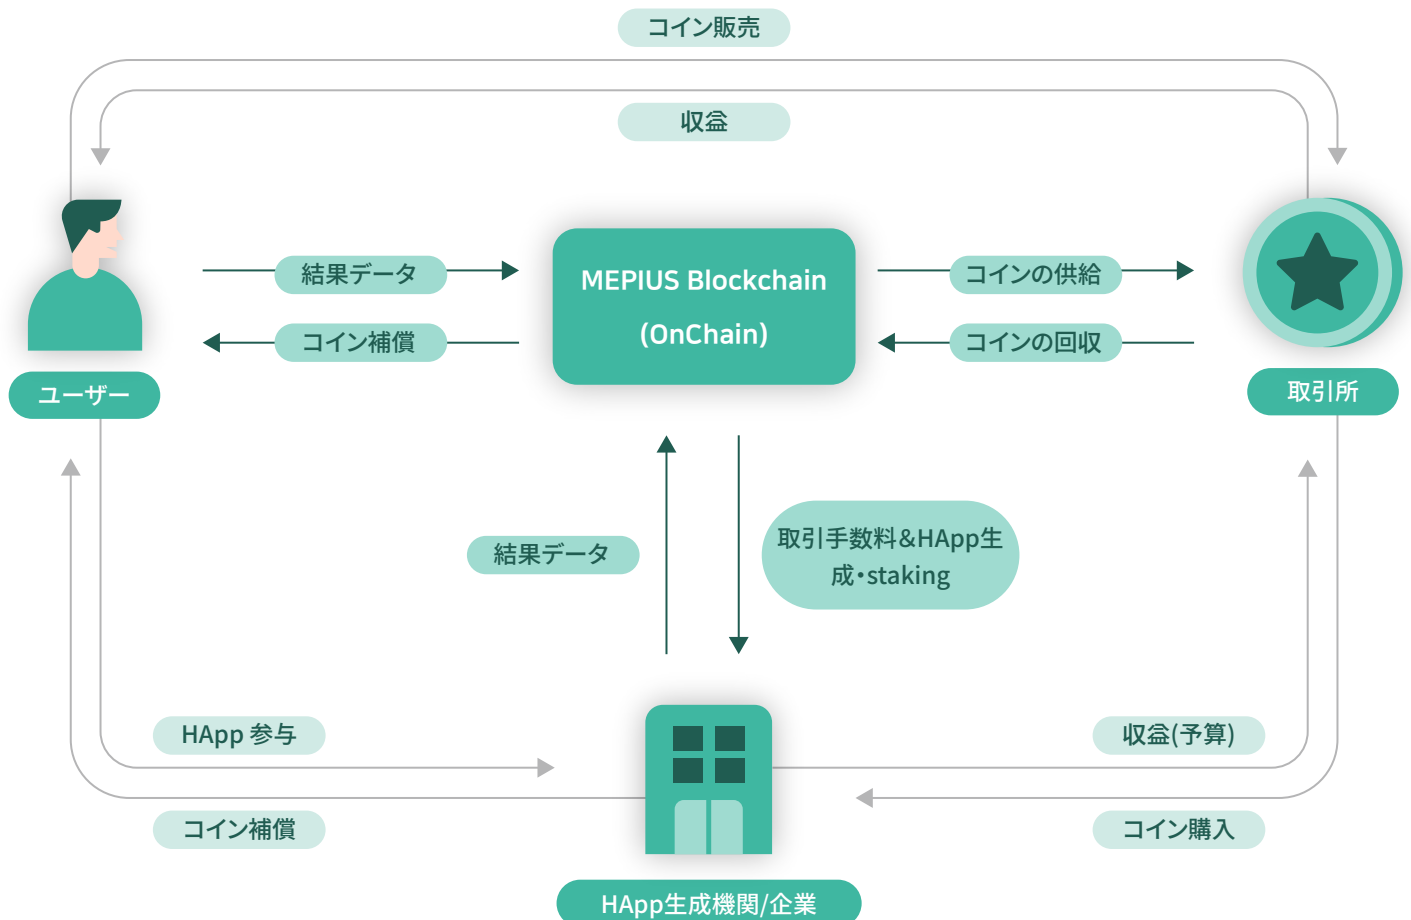 コイン販売
収益
結果データ
コイン補償
MEPIUS Blockchain
(OnChain)
コインの供給
コインの回収
ユーザー
取引所
結果データ
取引手数料&HApp生
成・staking
HApp 参与
コイン補償
収益(予算)
コイン購入
HApp生成機関/企業